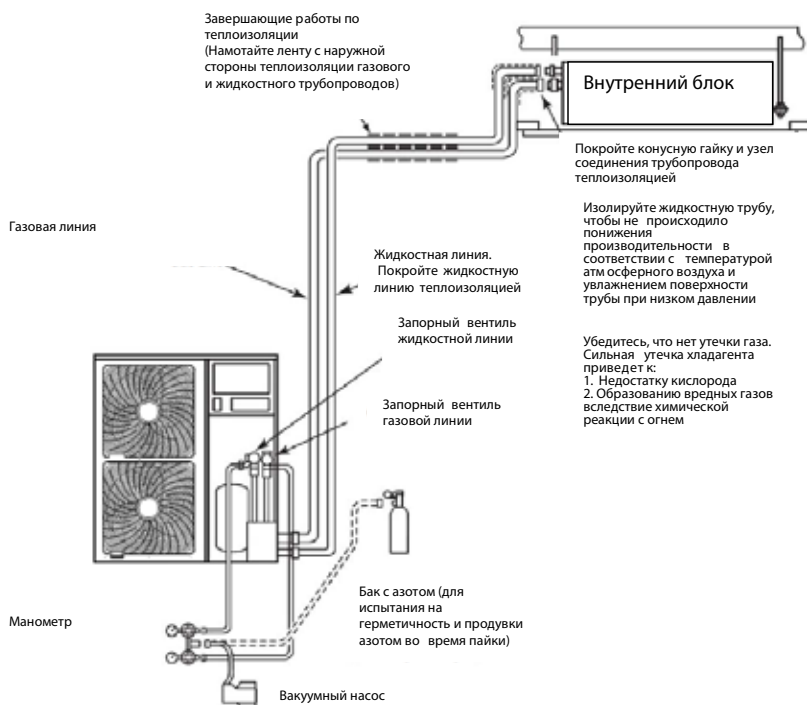 Завершающие работы по
теплоизоляции
(Намотайте ленту с наружной
стороны теплоизоляции газового
и жидкостного трубопроводов)
Внутренний блок
Покройте конусную гайку и узел
соединения трубопровода
теплоизоляцией
Изолируйте жидкостную трубу,
чтобы не происходило
понижения
производительности в
соответствии с температурой
атм осферного воздуха и
увлажнением поверхности
трубы при низком давлении
Газовая линия
Жидкостная линия.
Покройте жидкостную
линию теплоизоляцией
Запорный вентиль
жидкостной линии
Убедитесь, что нет утечки газа.
Сильная утечка хладагента
приведет к:
1. Недостатку кислорода
2. Образованию вредных газов
вследствие химической
реакции с огнем
Запорный вентиль
газовой линии
Бак с азотом (для
испытания на
герметичность и продувки
азотом во время пайки)
Манометр
Вакуумный насос